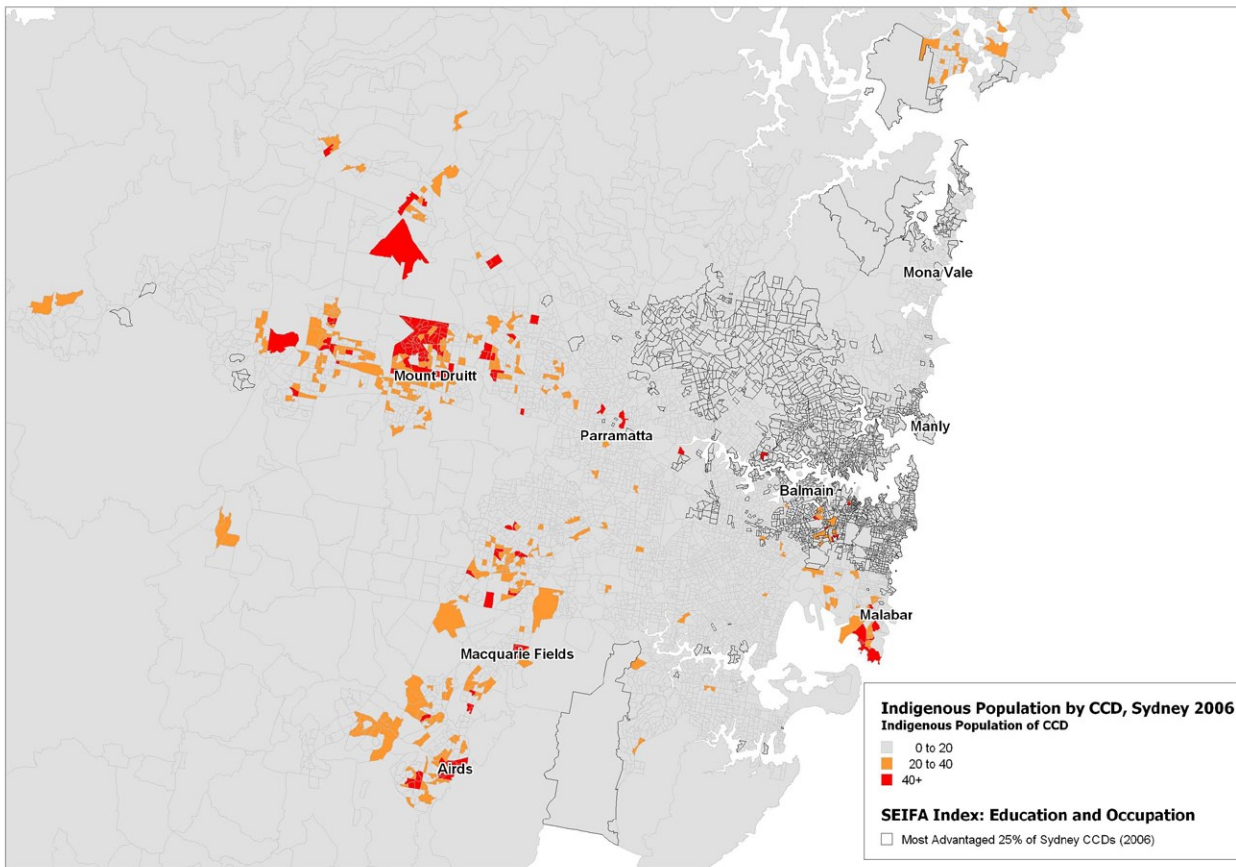 Mona Vale
Mount Druitt
Manly
Parramatta
Balmain
Malabar
Macquarie Fields
Airds
Indigenous Population by CCD, Sydney 2006
Indigenous Population of CCD
0 to 20
20 to 40
40+
SEIFA Index: Education and Occupation
Most Advantaged 25% of Sydney CCDs (2006)